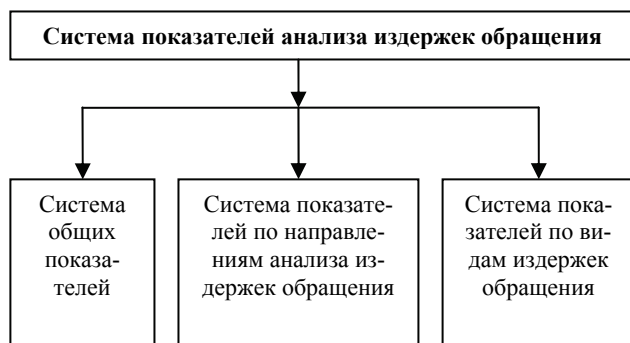 Система показателей анализа издержек обращения
Система
общих
показа-
телей
Система показате-
лей по направле-
ниям анализа из-
держек обращения
Система пока-
зателей по ви-
дам издержек
обращения